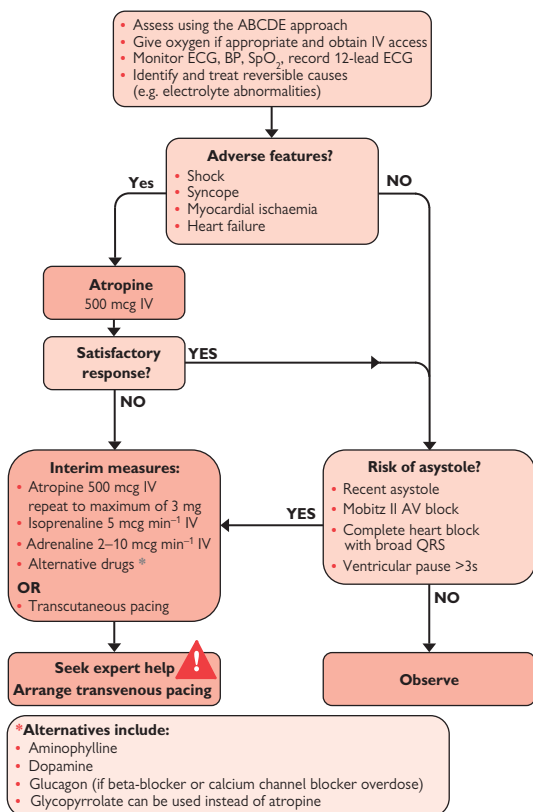 • Assess using the ABCDE approach
• Give oxygen if appropriate and obtain IV access
• Monitor ECG, BP, SpO₂, record 12-lead ECG
• Identify and treat reversible causes
(e.g. electrolyte abnormalities)
Adverse features?
• Shock
• Syncope
• Myocardial ischaemia
• Heart failure
Yes
NO
Atropine
500 mcg IV
Satisfactory
response?
YES
NO
Interim measures:
• Atropine 500 mcg IV
repeat to maximum of 3 mg
• Isoprenaline 5 mcg min⁻¹ IV
• Adrenaline 2–10 mcg min⁻¹ IV
• Alternative drugs *
OR
• Transcutaneous pacing
YES
Risk of asystole?
• Recent asystole
• Mobitz II AV block
• Complete heart block
with broad QRS
• Ventricular pause >3s
NO
Seek expert help
Arrange transvenous pacing
!
Observe
*Alternatives include:
• Aminophylline
• Dopamine
• Glucagon (if beta-blocker or calcium channel blocker overdose)
• Glycopyrrolate can be used instead of atropine